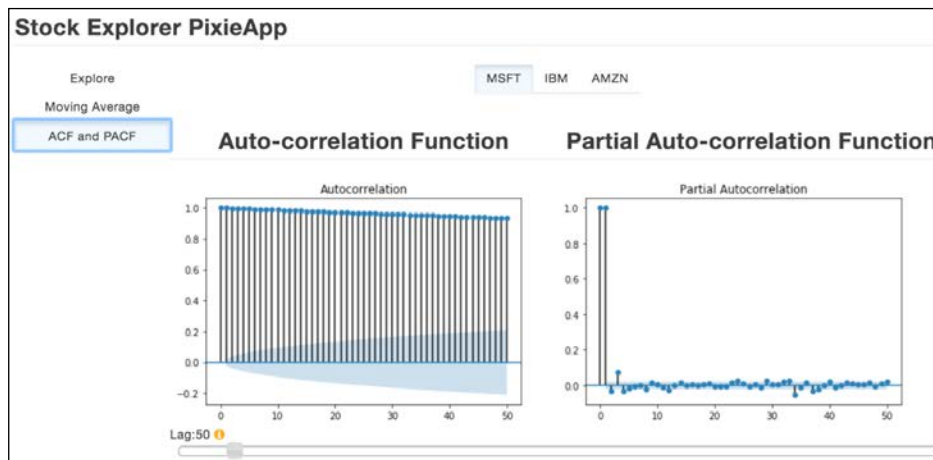 Stock Explorer PixieApp
Explore
MSFT IBM AMZN
Moving Average
ACF and PACF
Auto-correlation Function
Partial Auto-correlation Function
Autocorrelation
1.0
0.8
0.6
0.4
0.2
0.0
−0.2
0 10 20 30 40 50
Partial Autocorrelation
1.0
0.8
0.6
0.4
0.2
0.0
0 10 20 30 40 50
Lag:50